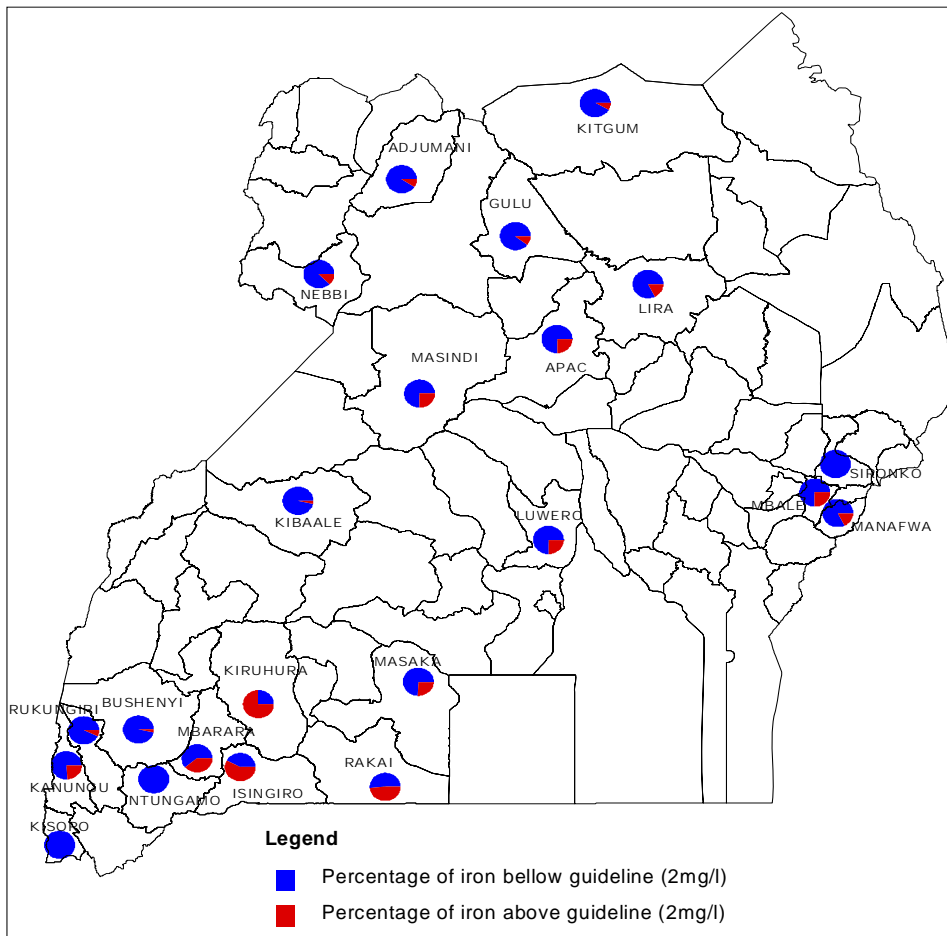 KITGUM
ADJUMANI
GULU
NEBBI
LIRA
MASINDI
APAC
SIRONKO
MBALE
KIBAALE
LUWERO
MANAFWA
MASAKA
KIRUHURA
RUKUNGIRI
BUSHENYI
MBARARA
RAKAI
KANUNGU
NTUNGAMO
ISINGIRO
KISORO
Legend
Percentage of iron bellow guideline (2mg/l)
Percentage of iron above guideline (2mg/l)